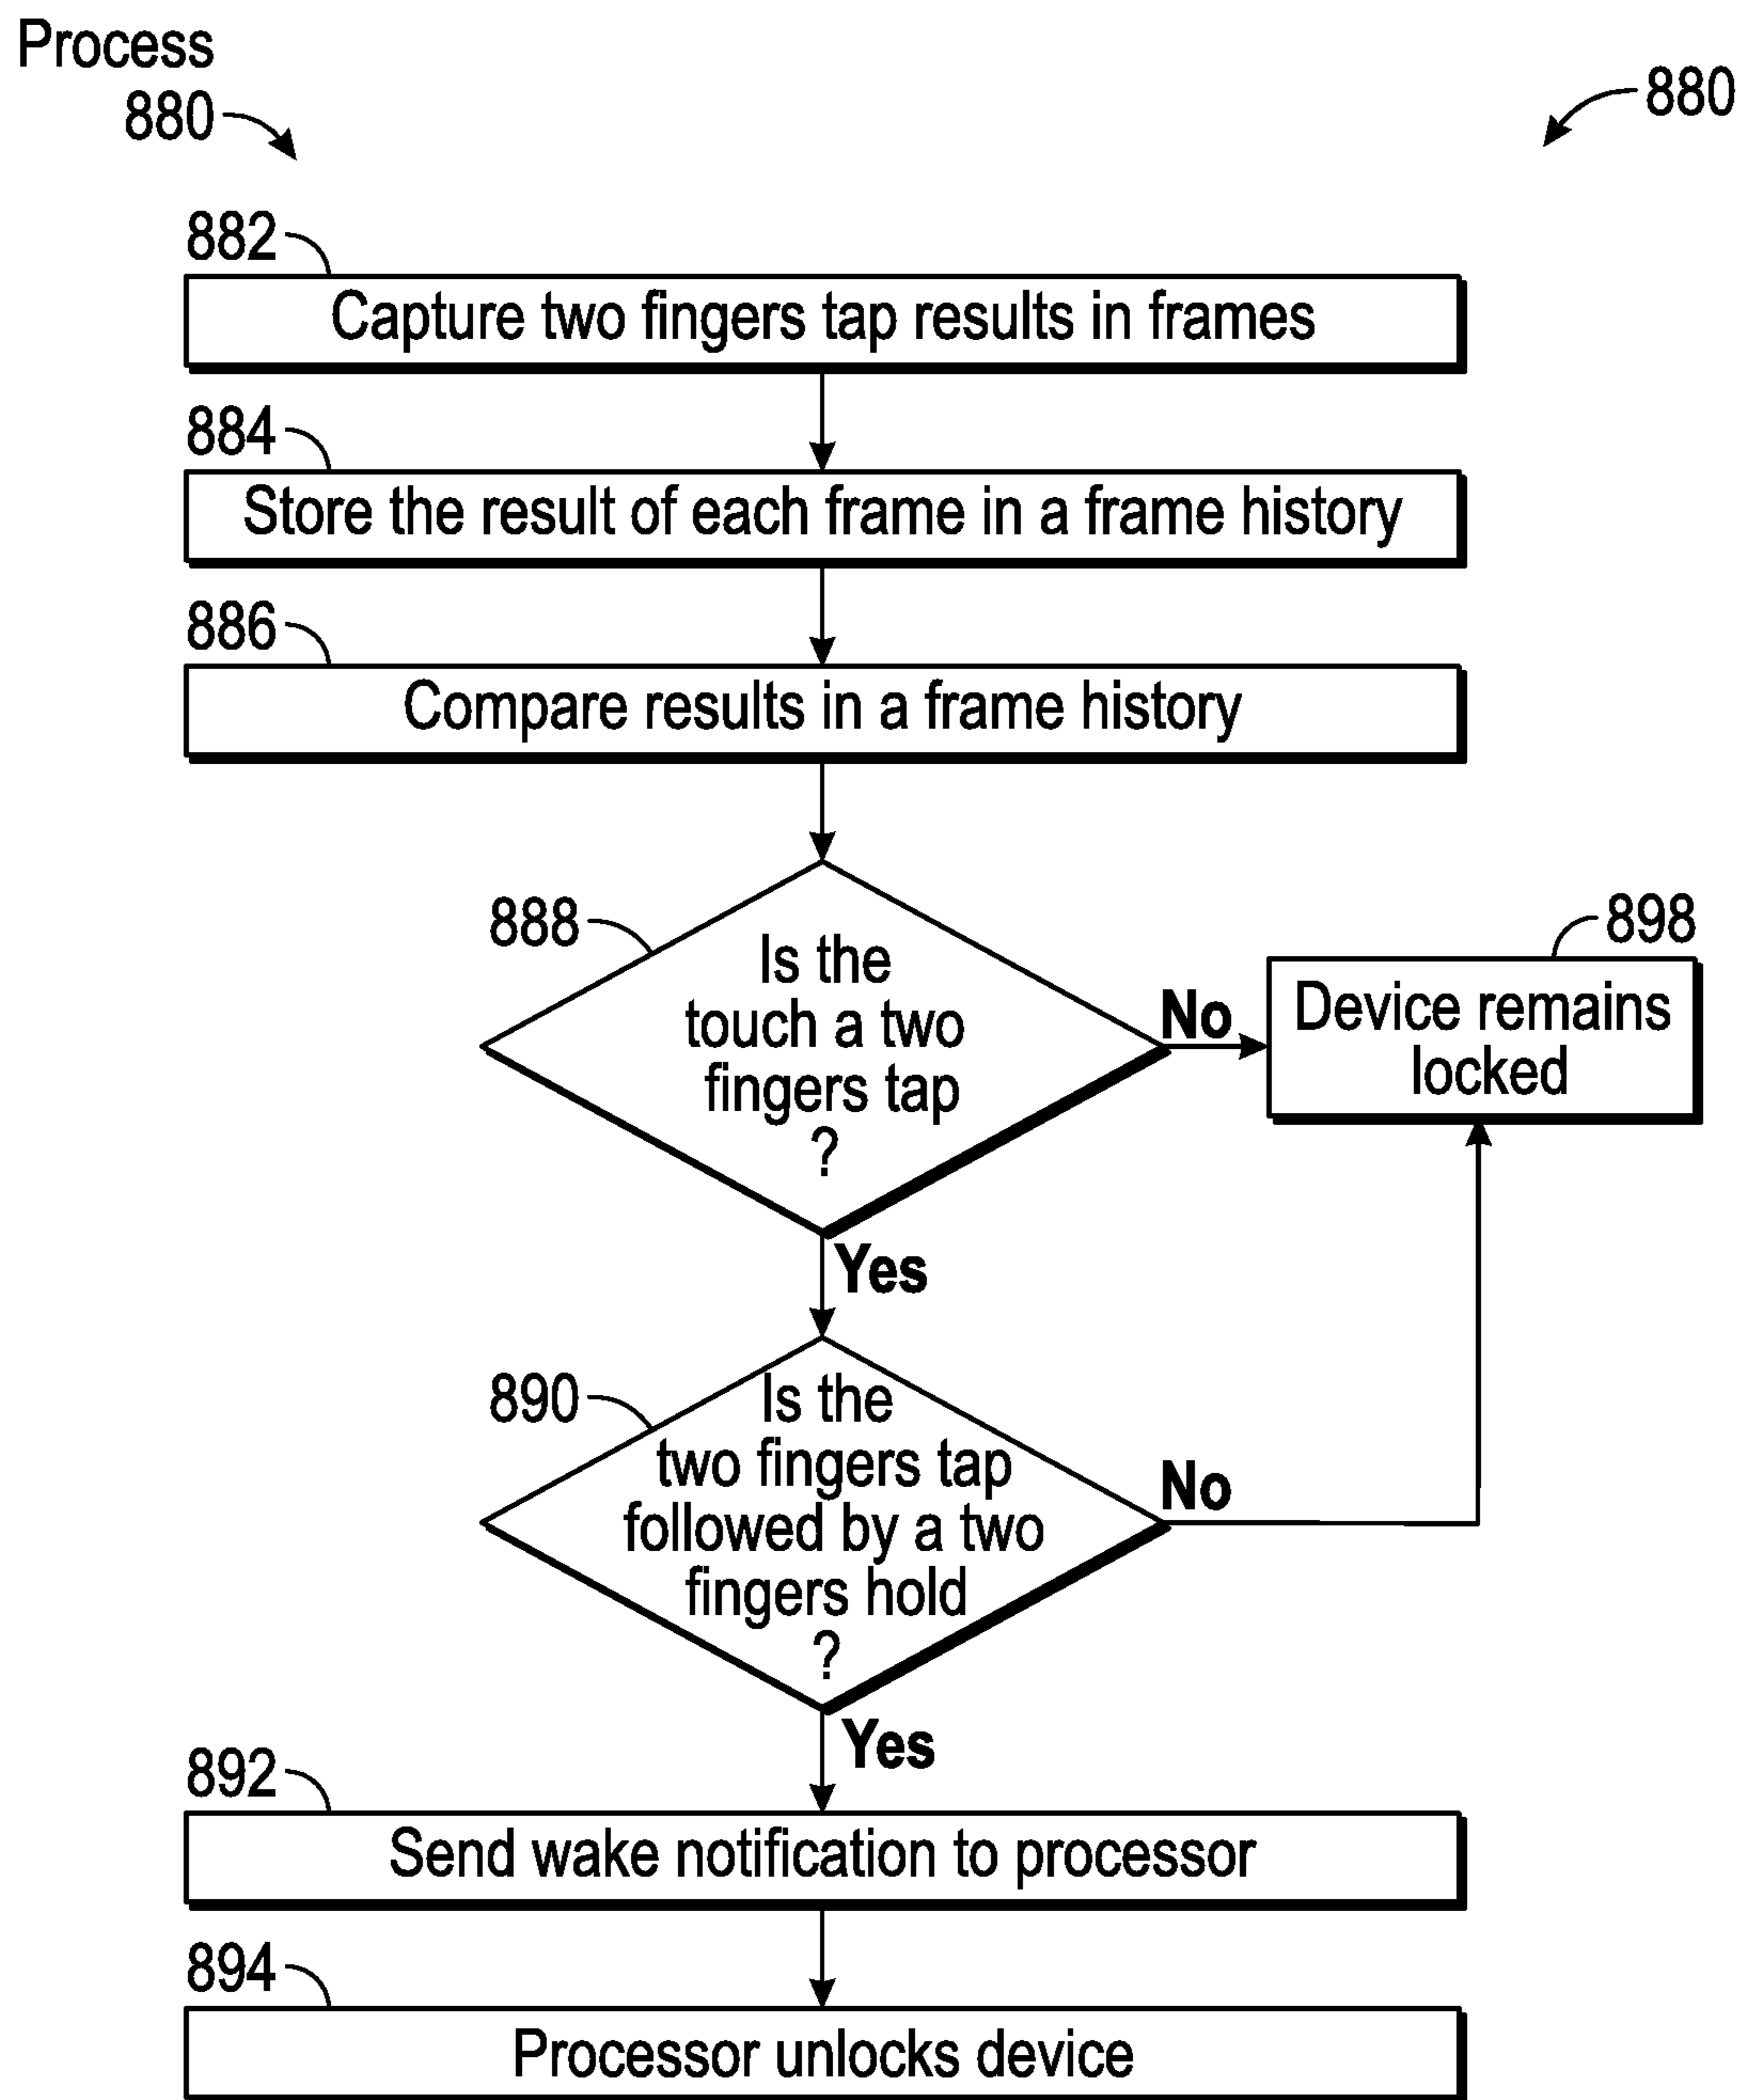 Process
880
880
882
Capture two fingers tap results in frames
884
Store the result of each frame in a frame history
886
Compare results in a frame history
888
Is the
touch a two
fingers tap
?
No
898
Device remains
locked
Yes
890
Is the
two fingers tap
followed by a two
fingers hold
?
No
Yes
892
Send wake notification to processor
894
Processor unlocks device